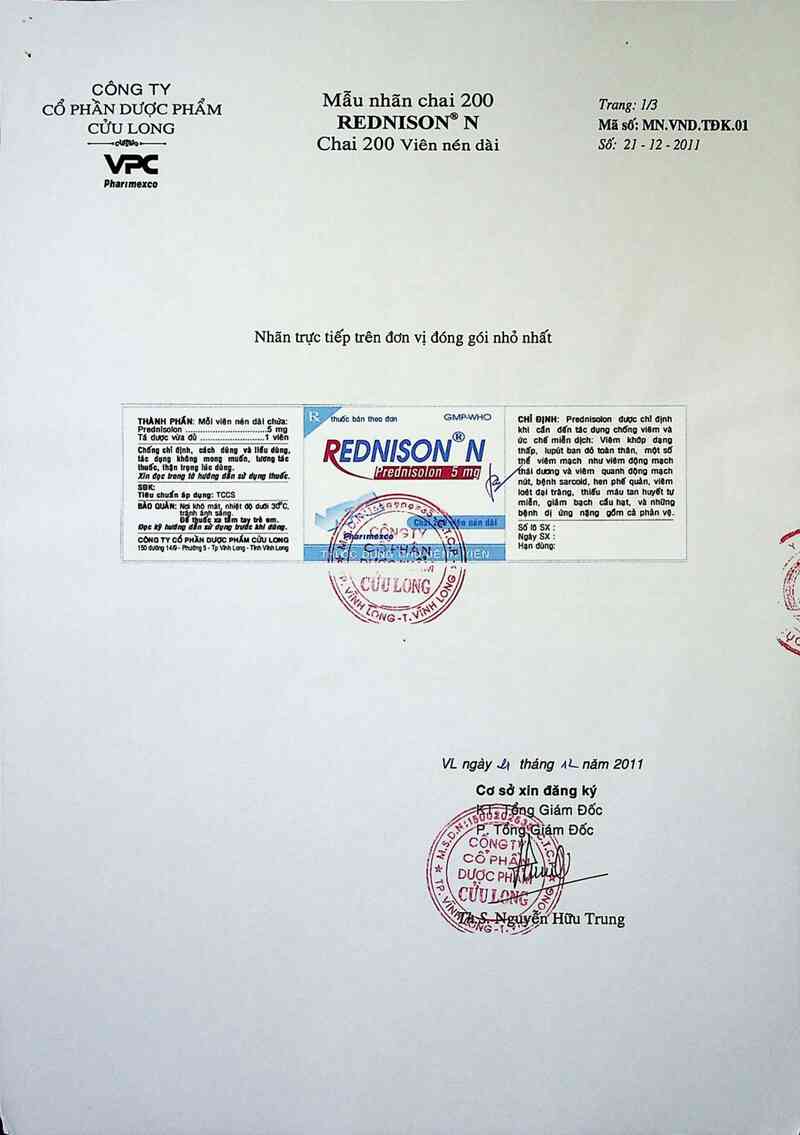 CÔNG TY
CỔ PHẦN DƯỢC PHẨM
CỬU LONG
VPC
Pharimexco
Mẫu nhãn chai 200
REDNISON® N
Chai 200 Viên nén dài
Trang: 1/3
Mã số: MN.VND.TĐK.01
Số: 21 - 12 - 2011
Nhãn trực tiếp trên đơn vị đóng gói nhỏ nhất
THÀNH PHẦN: Mỗi viên nén dài chứa:
Prednisolon ..............................5 mg
Tá dược vừa đủ ........................1 viên
Chống chỉ định, cách dùng và liều dùng,
tác dụng không mong muốn, tương tác
thuốc, thận trọng lúc dùng.
Xin đọc trong tờ hướng dẫn sử dụng thuốc.
SĐK:
Tiêu chuẩn áp dụng: TCCS
BẢO QUẢN: Nơi khô mát, nhiệt độ dưới 30°C,
tránh ánh sáng.
Để thuốc xa tầm tay trẻ em.
Đọc kỹ hướng dẫn sử dụng trước khi dùng.
CÔNG TY CỔ PHẦN DƯỢC PHẨM CỬU LONG
150 đường 14/9 - Phường 5 - Tp Vĩnh Long - Tỉnh Vĩnh Long
Rx thuốc bán theo đơn
GMP-WHO
REDNISON® N
Prednisolon 5 mg
Chai 200 viên nén dài
Pharimexco
THUỐC DÙNG CHO BỆNH VIỆN
CÔNG TY
CỔ PHẦN
DƯỢC PHẨM
CỬU LONG
TP. VĨNH LONG-T. VĨNH LONG
CHỈ ĐỊNH: Prednisolon được chỉ định
khi cần đến tác dụng chống viêm và
ức chế miễn dịch: Viêm khớp dạng
thấp, lupút ban đỏ toàn thân, một số
thể viêm mạch như viêm động mạch
thái dương và viêm quanh động mạch
nút, bệnh sarcoid, hen phế quản, viêm
loét đại tràng, thiếu máu tan huyết tự
miễn, giảm bạch cầu hạt, và những
bệnh dị ứng nặng gồm cả phản vệ.
Số lô SX :
Ngày SX :
Hạn dùng:
VL ngày 21 tháng 12 năm 2011
Cơ sở xin đăng ký
KT. Tổng Giám Đốc
P. Tổng Giám Đốc
CÔNG TY
CỔ PHẦN
DƯỢC PHẨM
CỬU LONG
Th.S. Nguyễn Hữu Trung